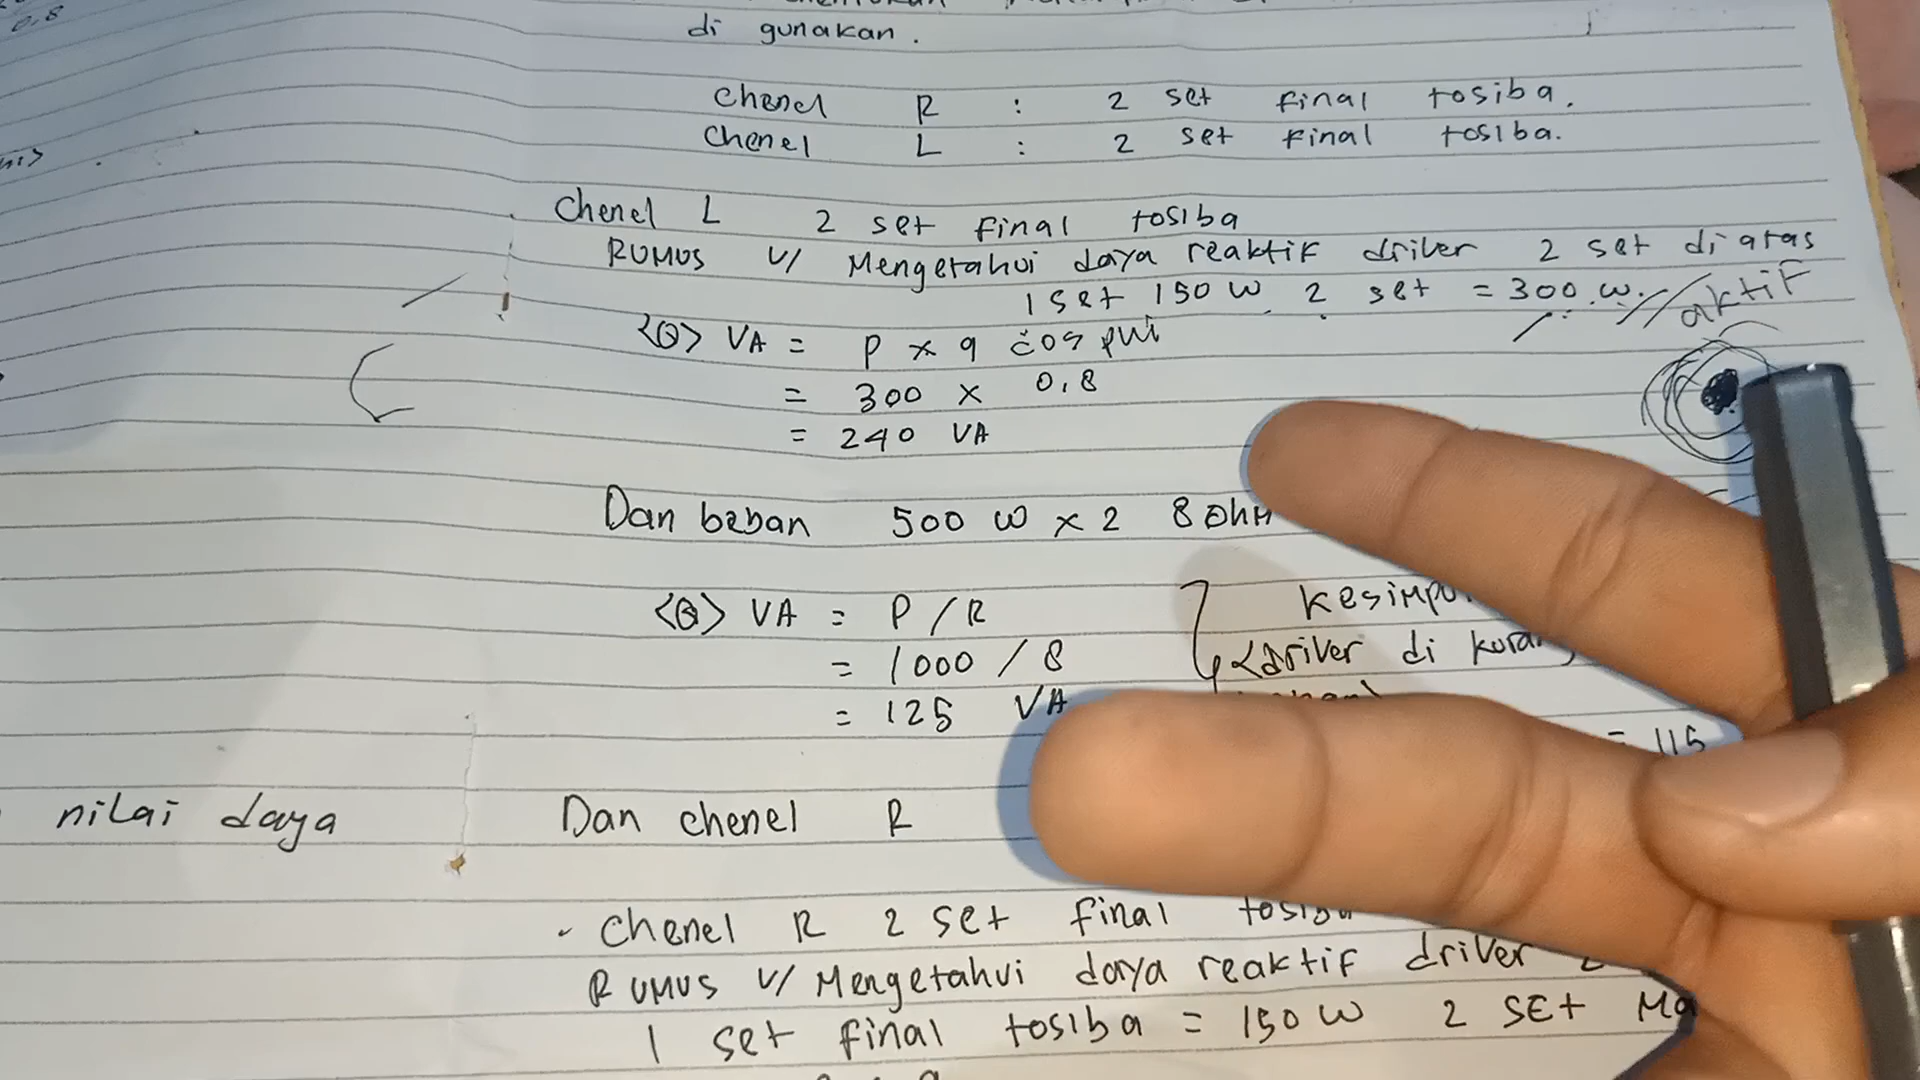 0,8
di gunakan.
chenel R : 2 set final tosiba.
chenel L : 2 set final tosiba.
chenel L 2 set final tosiba
RUMUS U/ Mengetahui daya reaktif driver 2 set di atas
1 set 150 W 2 set = 300.W.// aktif
<Q> VA = P x q cos phi
= 300 x 0,8
= 240 VA
Dan beban 500 W x 2 8 ohm
<Q> VA = P / R
= 1000 / 8
= 125 VA
<driver di
= 115
nilai daya
Dan chenel R
- chenel R 2 set final
RUMUS U/ Mengetahui daya reaktif driver
1 set final tosiba = 150 W 2 SET